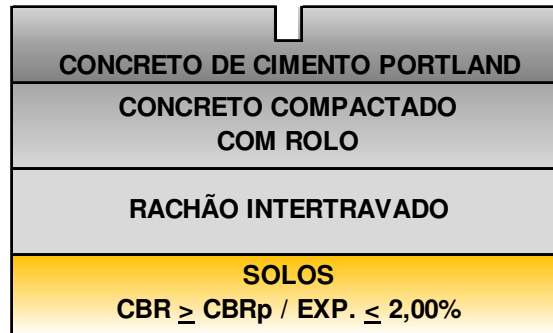 CONCRETO DE CIMENTO PORTLAND
CONCRETO COMPACTADO
COM ROLO
RACHÃO INTERTRAVADO
SOLOS
CBR ≥ CBRp / EXP. ≤ 2,00%